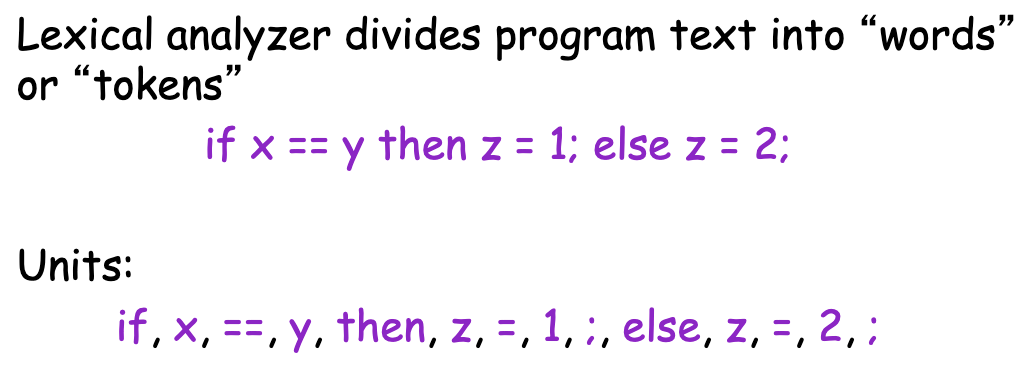 Lexical analyzer divides program text into “words”
or “tokens”
if x == y then z = 1; else z = 2;
Units:
if, x, ==, y, then, z, =, 1, ;, else, z, =, 2, ;